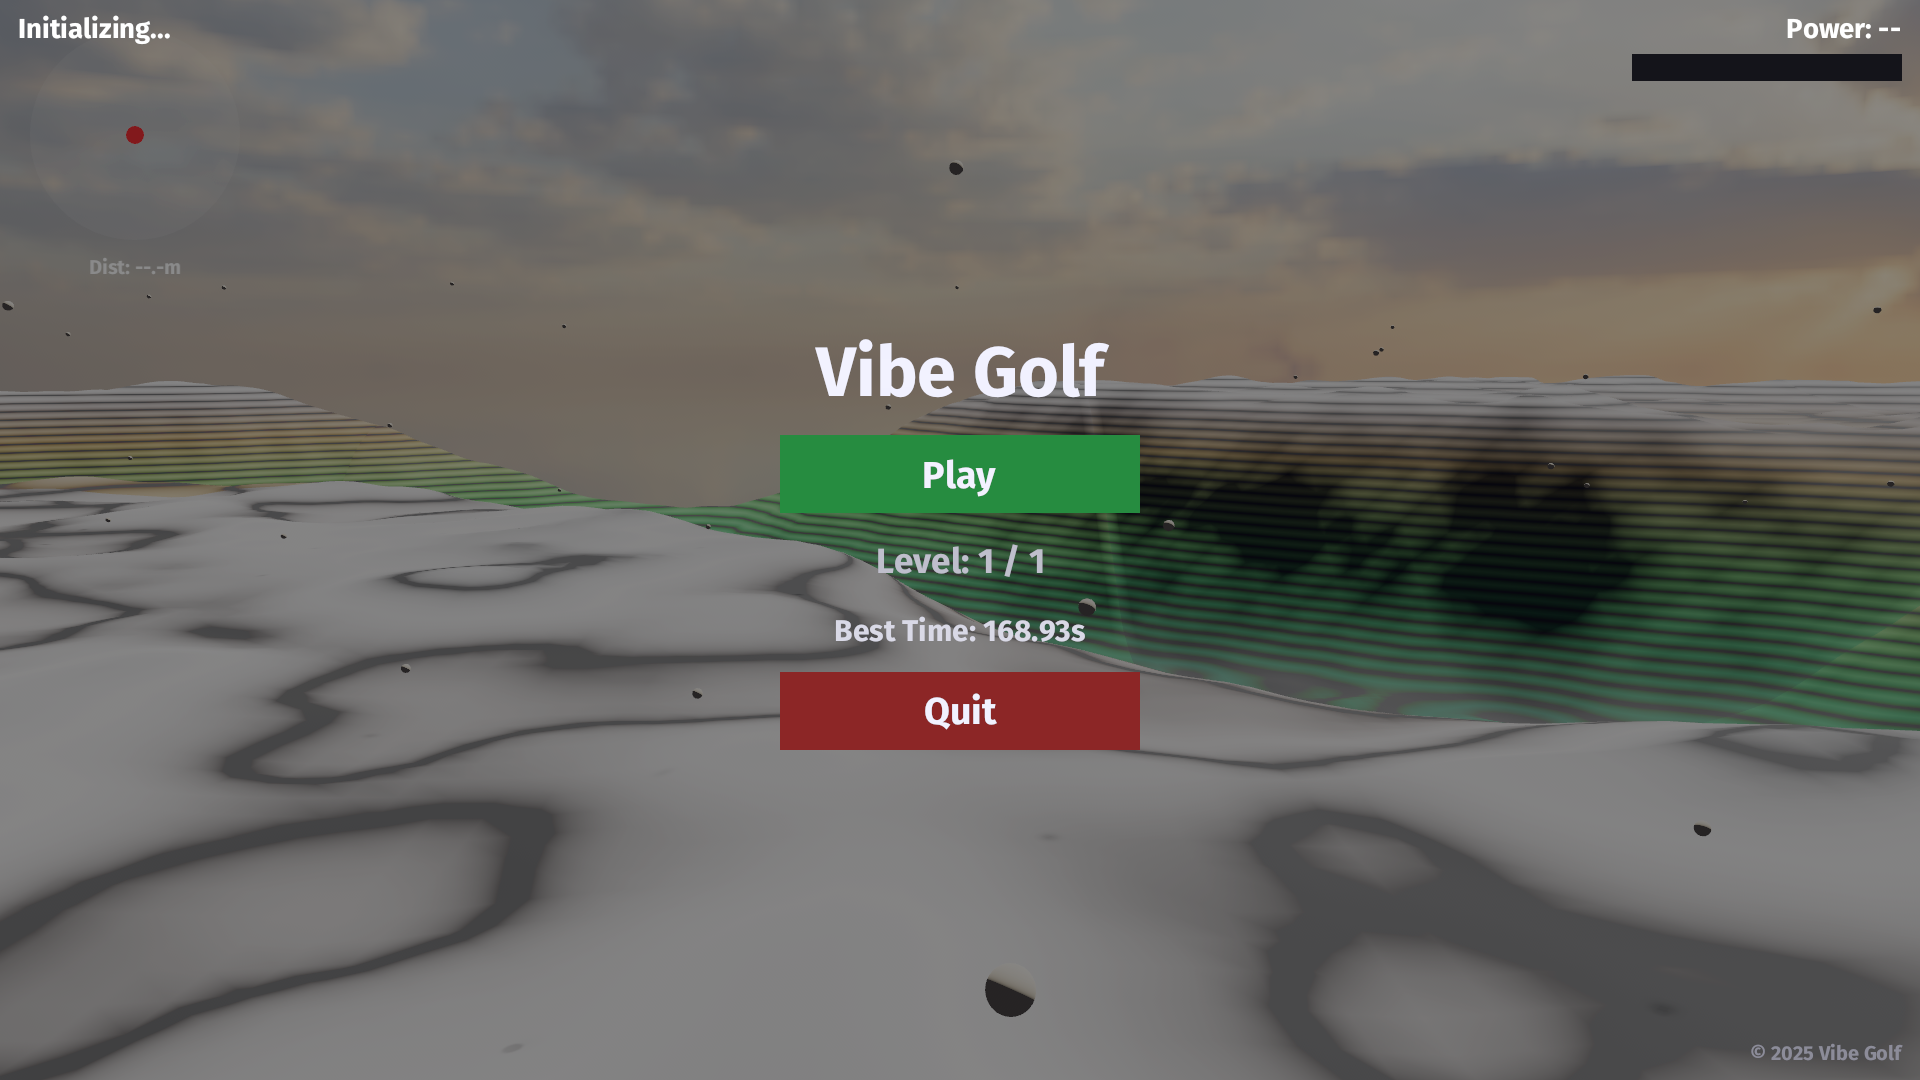 Initializing...
Power: --
Dist: --.-m
Vibe Golf
Play
Level: 1 / 1
Best Time: 168.93s
Quit
© 2025 Vibe Golf